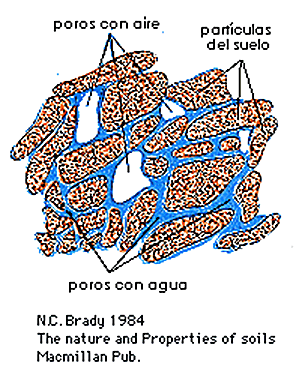 poros con aire
partículas
del suelo
poros con agua
N.C. Brady 1984
The nature and Properties of soils
Macmillan Pub.